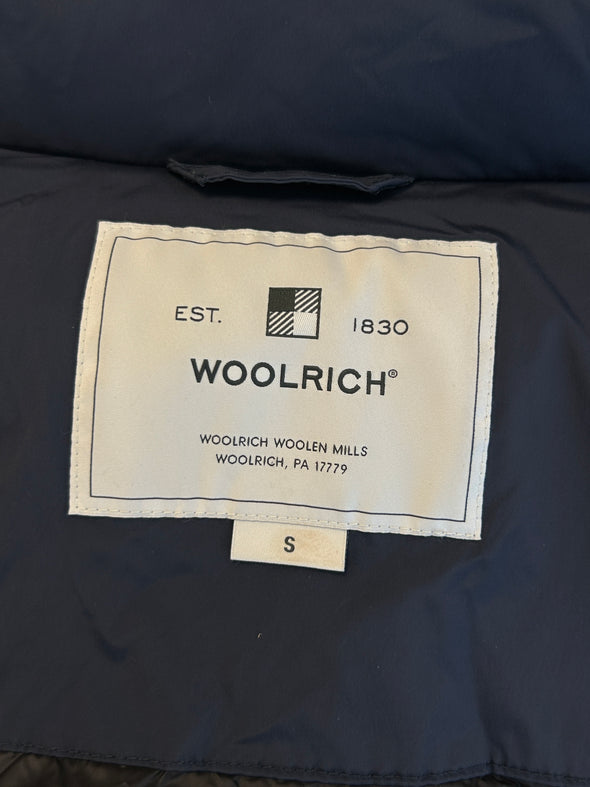 EST. 1830
WOOLRICH®
WOOLRICH WOOLEN MILLS
WOOLRICH, PA 17779
S